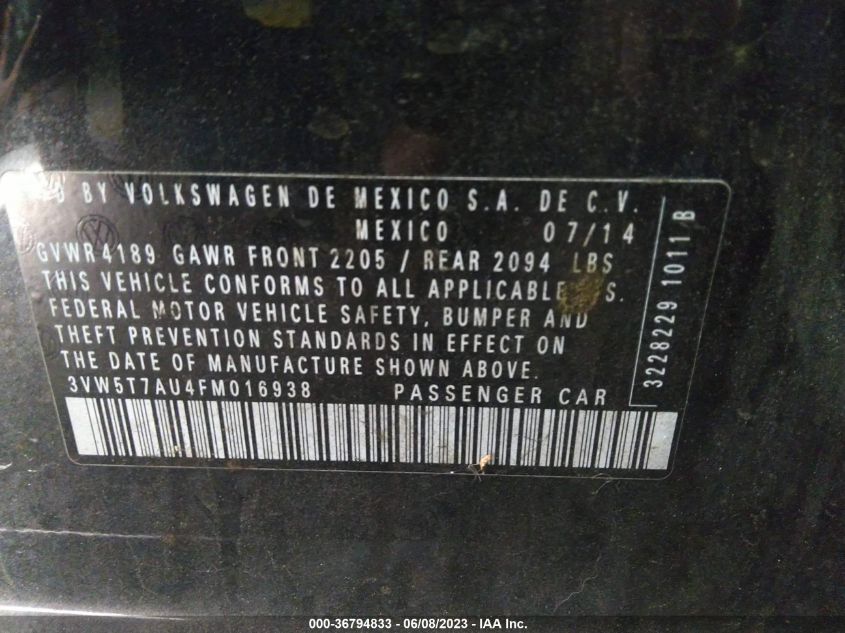 BY VOLKSWAGEN DE MEXICO S.A. DE C.V.
MEXICO 07/14
GVWR 4189 GAWR FRONT 2205 / REAR 2094 LBS
THIS VEHICLE CONFORMS TO ALL APPLICABLE
FEDERAL MOTOR VEHICLE SAFETY, BUMPER AND
THEFT PREVENTION STANDARDS IN EFFECT ON
THE DATE OF MANUFACTURE SHOWN ABOVE.
3VW5T7AU4FM016938 PASSENGER CAR
3228229 1011 B
000-36794833 - 06/08/2023 - IAA Inc.